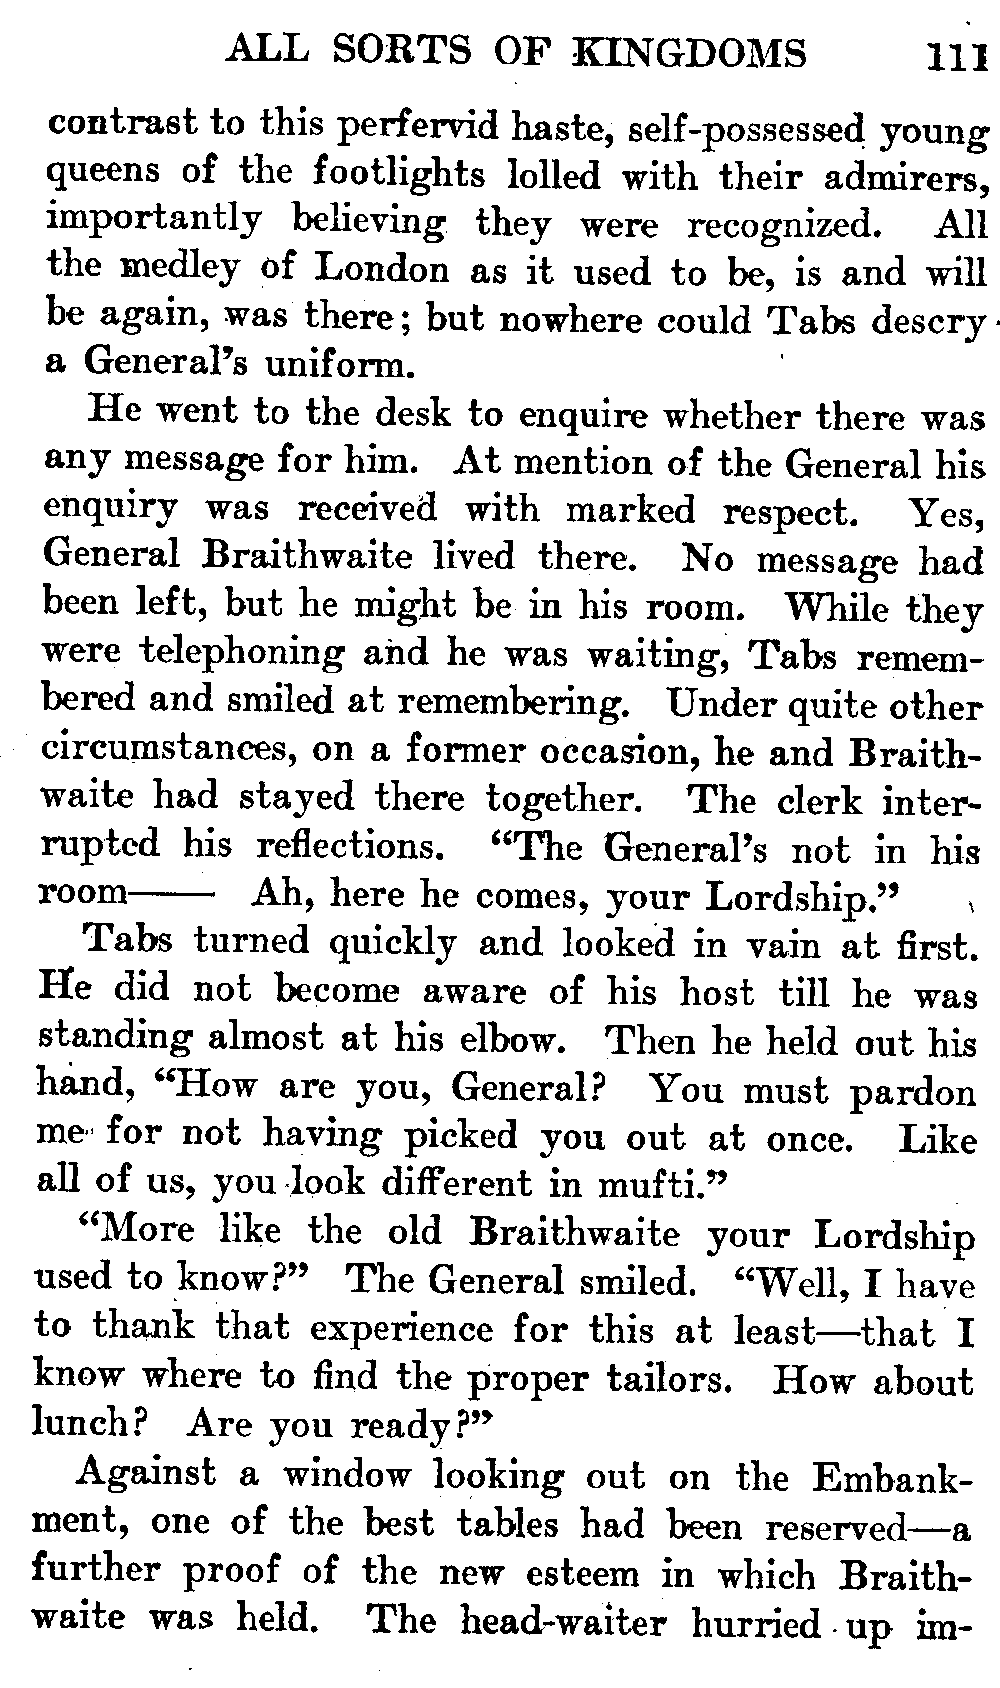 ALL SORTS OF KINGDOMS 111
contrast to this perfervid haste, self-possessed young
queens of the footlights lolled with their admirers,
importantly believing they were recognized. All
the medley of London as it used to be, is and will
be again, was there; but nowhere could Tabs descry
a General's uniform.
He went to the desk to enquire whether there was
any message for him. At mention of the General his
enquiry was received with marked respect. Yes,
General Braithwaite lived there. No message had
been left, but he might be in his room. While they
were telephoning and he was waiting, Tabs remem-
bered and smiled at remembering. Under quite other
circumstances, on a former occasion, he and Braith-
waite had stayed there together. The clerk inter-
rupted his reflections. "The General's not in his
room—— Ah, here he comes, your Lordship."
Tabs turned quickly and looked in vain at first.
He did not become aware of his host till he was
standing almost at his elbow. Then he held out his
hand, "How are you, General? You must pardon
me for not having picked you out at once. Like
all of us, you look different in mufti."
"More like the old Braithwaite your Lordship
used to know?" The General smiled. "Well, I have
to thank that experience for this at least—that I
know where to find the proper tailors. How about
lunch? Are you ready?"
Against a window looking out on the Embank-
ment, one of the best tables had been reserved—a
further proof of the new esteem in which Braith-
waite was held. The head-waiter hurried up im-